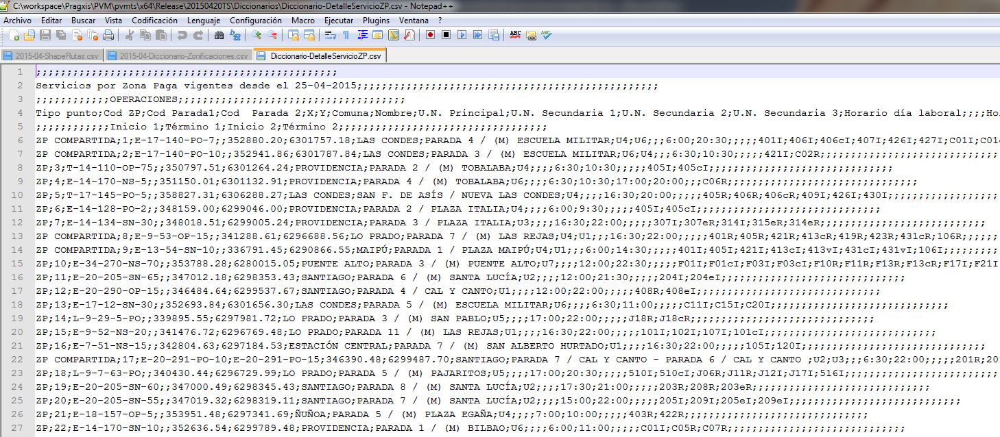 C:\workspace\Pragxis\PVM\pvmts\x64\Release\20150420TS\Diccionarios\Diccionario-DetalleServicioZP.csv - Notepad++
Archivo Editar Buscar Vista Codificación Lenguaje Configuración Macro Ejecutar Plugins Ventana ?
2015-04-ShapeRutas.csv 2015-04-Diccionario-Zonificaciones.csv Diccionario-DetalleServicioZP.csv
1 ;;;;;;;;;;;;;;;;;;;;;;;;;;;;;;;;;;;;;;;;;;;;;;;;;
2 Servicios por Zona Paga vigentes desde el 25-04-2015;;;;;;;;;;;;;;;;;;;;;;;;;;;;;;;;;;;;;;;;;;;;;;;;;
3 ;;;;;;;;;;;;OPERACIONES;;;;;;;;;;;;;;;;;;;;;;;;;;;;;;;;;;;;;
4 Tipo punto;Cod ZP;Cod Parada1;Cod  Parada 2;X;Y;Comuna;Nombre;U.N. Principal;U.N. Secundaria 1;U.N. Secundaria 2;U.N. Secundaria 3;Horario día laboral;;;;Ho
5 ;;;;;;;;;;;;Inicio 1;Término 1;Inicio 2;Término 2;;;;;;;;;;;;;;;;;;;;;;;;;;;;;;;;;;
6 ZP COMPARTIDA;1;E-17-140-PO-7;;352880.20;6301757.18;LAS CONDES;PARADA 4 / (M) ESCUELA MILITAR;U4;U6;;;6:00;20:30;;;;;401I;406I;406cI;407I;426I;427I;C01I;C01
7 ZP COMPARTIDA;2;E-17-140-PO-10;;352941.86;6301787.84;LAS CONDES;PARADA 3 / (M) ESCUELA MILITAR;U6;U4;;;6:30;10:30;;;;;421I;C02R;;;;;;;;;;;;;;;;;;;;;;;;;;;;;
8 ZP;3;T-14-110-OP-75;;350797.51;6301264.24;PROVIDENCIA;PARADA 2 / (M) TOBALABA;U4;;;;6:30;10:30;;;;;405I;405cI;;;;;;;;;;;;;;;;;;;;;;;;;;;;;;
9 ZP;4;E-14-170-NS-5;;351150.01;6301132.91;PROVIDENCIA;PARADA 4 / (M) TOBALABA;U6;;;;6:30;10:30;17:00;20:00;;;C06R;;;;;;;;;;;;;;;;;;;;;;;;;;;;;;;
10 ZP;5;T-17-145-PO-5;;358827.31;6306288.27;LAS CONDES;SAN F. DE ASÍS / NUEVA LAS CONDES;U4;;;;16:30;20:00;;;;;405R;406R;406cR;409I;426I;430I;;;;;;;;;;;;;;;;;;
11 ZP;6;E-14-128-PO-2;;348159.00;6299046.00;PROVIDENCIA;PARADA 2 / PLAZA ITALIA;U4;;;;6:00;9:30;;;;;405I;405cI;;;;;;;;;;;;;;;;;;;;;;;;;;;;;;
12 ZP;7;E-14-134-SN-30;;348018.51;6299005.24;PROVIDENCIA;PARADA 3 / PLAZA ITALIA;U3;;;;16:30;22:00;;;;;307I;307eR;314I;315eR;314eR;;;;;;;;;;;;;;;;;;;;;;;;;;;
13 ZP COMPARTIDA;8;E-9-53-OP-15;;341288.61;6296688.56;LO PRADO;PARADA 7 / (M) LAS REJAS;U4;U1;;;16:30;22:00;;;;;401R;405R;421R;413cR;419R;423R;431cR;106R;;;;;;
14 ZP COMPARTIDA;9;E-13-54-SN-10;;336791.45;6290866.55;MAIPÚ;PARADA 1 / PLAZA MAIPÚ;U4;U1;;;6:00;14:30;;;;;401I;405I;421I;413cI;413vI;431cI;431vI;106I;;;;;;;;;
15 ZP;10;E-34-270-NS-70;;353788.28;6280015.05;PUENTE ALTO;PARADA 3 / (M) PUENTE ALTO;U7;;;;12:00;22:30;;;;;F01I;F01cI;F03I;F03cI;F10R;F11R;F13R;F13cR;F17I;F21I
16 ZP;11;E-20-205-SN-65;;347012.18;6298353.43;SANTIAGO;PARADA 6 / (M) SANTA LUCÍA;U2;;;;12:00;21:30;;;;;204I;204eI;;;;;;;;;;;;;;;;;;;;;;;;;;;;;;
17 ZP;12;E-20-290-OP-15;;346484.64;6299537.67;SANTIAGO;PARADA 4 / CAL Y CANTO;U1;;;;12:00;22:00;;;;;408R;408eI;;;;;;;;;;;;;;;;;;;;;;;;;;;;;;
18 ZP;13;E-17-12-SN-30;;352693.84;6301656.30;LAS CONDES;PARADA 5 / (M) ESCUELA MILITAR;U6;;;;6:30;11:00;;;;;C11I;C15I;C20I;;;;;;;;;;;;;;;;;;;;;;;;;;;;;
19 ZP;14;L-9-29-5-PO;;339895.55;6297981.72;LO PRADO;PARADA 3 / (M) SAN PABLO;U5;;;;17:00;22:00;;;;;J18R;J18cR;;;;;;;;;;;;;;;;;;;;;;;;;;;;;;
20 ZP;15;E-9-52-NS-20;;341476.72;6296769.48;LO PRADO;PARADA 11 / (M) LAS REJAS;U1;;;;16:30;22:00;;;;;101I;102I;107I;101cI;;;;;;;;;;;;;;;;;;;;;;;;;;;;
21 ZP;16;E-7-51-NS-15;;342804.63;6297184.53;ESTACIÓN CENTRAL;PARADA 7 / (M) SAN ALBERTO HURTADO;U1;;;;16:30;22:00;;;;;105I;120I;;;;;;;;;;;;;;;;;;;;;;;;;;;;;;
22 ZP COMPARTIDA;17;E-20-291-PO-10;E-20-291-PO-15;346390.48;6299487.70;SANTIAGO;PARADA 7 / CAL Y CANTO - PARADA 6 / CAL Y CANTO ;U2;U3;;;6:30;22:00;;;;;201R;20
23 ZP;18;L-9-7-63-PO;;340430.44;6296729.99;LO PRADO;PARADA 5 / (M) PAJARITOS;U5;;;;17:00;20:30;;;;;510I;510cI;J06R;J11R;J12I;J17I;516I;;;;;;;;;;;;;;;;;;;;;;;;;
24 ZP;19;E-20-205-SN-60;;347000.49;6298345.43;SANTIAGO;PARADA 8 / (M) SANTA LUCÍA;U2;;;;17:30;21:00;;;;;203R;208R;203eR;;;;;;;;;;;;;;;;;;;;;;;;;;;;;
25 ZP;20;E-20-205-SN-55;;347019.32;6298319.11;SANTIAGO;PARADA 7 / (M) SANTA LUCÍA;U2;;;;15:00;22:00;;;;;205I;209I;205eI;209eI;;;;;;;;;;;;;;;;;;;;;;;;;;;;
26 ZP;21;E-18-157-OP-5;;353951.48;6297341.69;ÑUÑOA;PARADA 5 / (M) PLAZA EGAÑA;U4;;;;7:00;10:00;;;;;403R;422R;;;;;;;;;;;;;;;;;;;;;;;;;;;;;;
27 ZP;22;E-14-170-SN-10;;352636.54;6299789.48;PROVIDENCIA;PARADA 1 / (M) BILBAO;U6;;;;6:00;11:00;;;;;C01I;C05R;C07R;;;;;;;;;;;;;;;;;;;;;;;;;;;;;